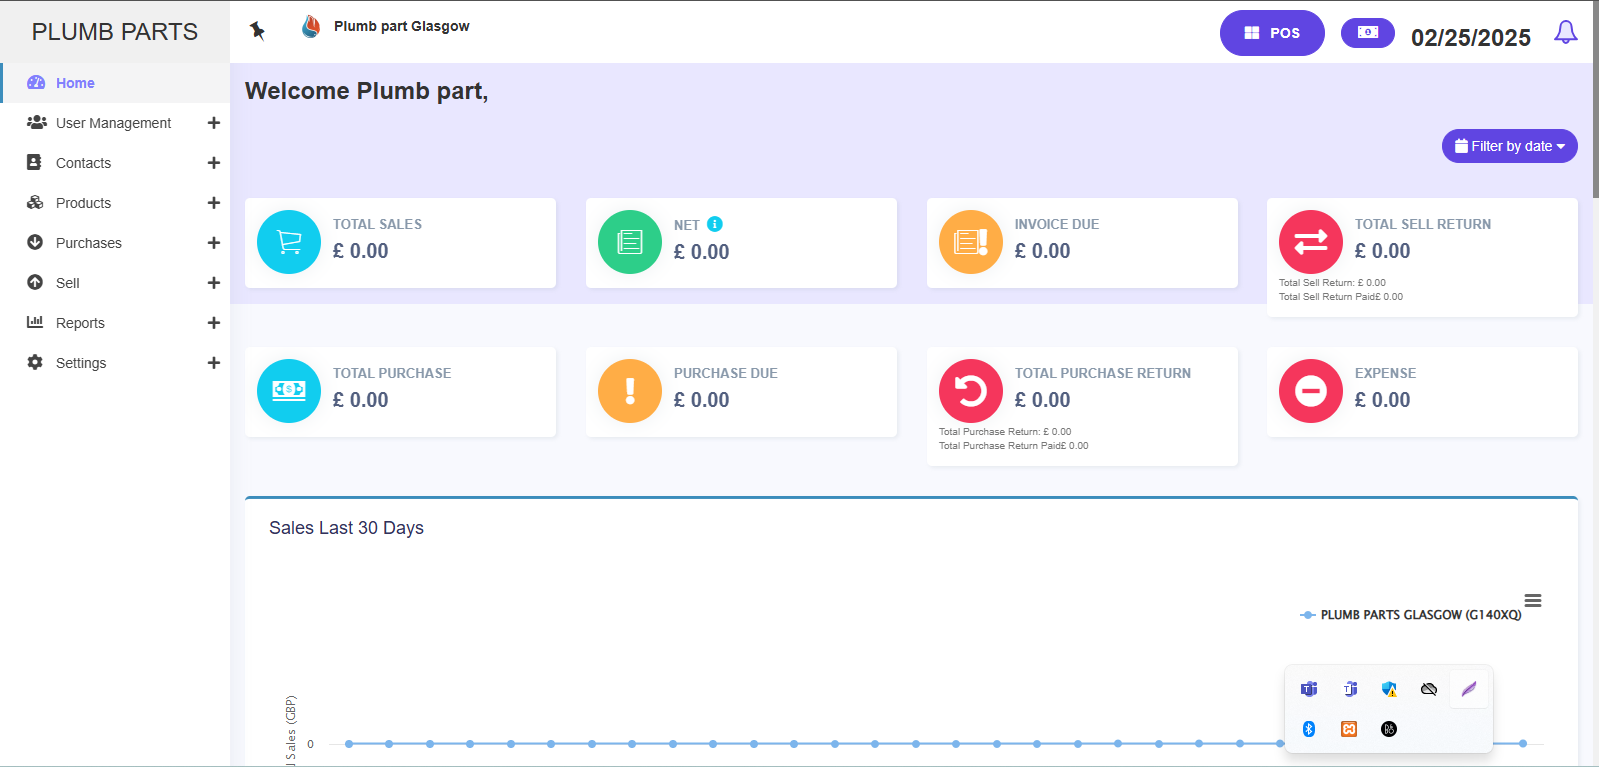 PLUMB PARTS
Plumb part Glasgow
POS
02/25/2025
Home
User Management
Contacts
Products
Purchases
Sell
Reports
Settings
Welcome Plumb part,
Filter by date
TOTAL SALES
£ 0.00
NET
£ 0.00
INVOICE DUE
£ 0.00
TOTAL SELL RETURN
£ 0.00
Total Sell Return: £ 0.00
Total Sell Return Paid£ 0.00
TOTAL PURCHASE
£ 0.00
PURCHASE DUE
£ 0.00
TOTAL PURCHASE RETURN
£ 0.00
Total Purchase Return: £ 0.00
Total Purchase Return Paid£ 0.00
EXPENSE
£ 0.00
Sales Last 30 Days
PLUMB PARTS GLASGOW (G140XQ)
Sales (GBP)
0